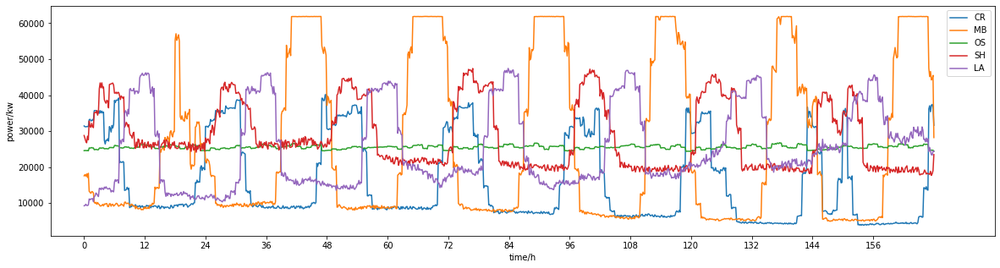 60000
50000
40000
30000
20000
10000
power/kw
0 12 24 36 48 60 72 84 96 108 120 132 144 156
time/h
CR
MB
OS
SH
LA